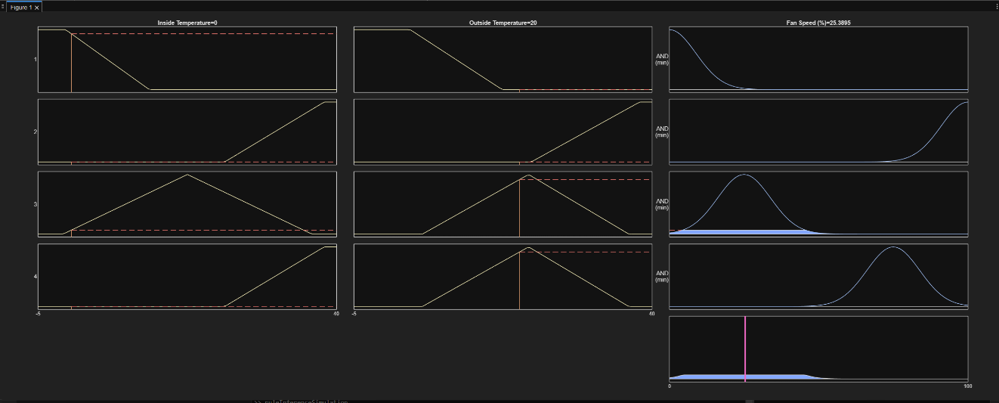 Figure 1
Inside Temperature=0
Outside Temperature=20
Fan Speed (%)=25.3895
1
AND
(min)
2
AND
(min)
3
AND
(min)
4
AND
(min)
-5
40
-5
40
0
100
>> ruleInferenceSimulation